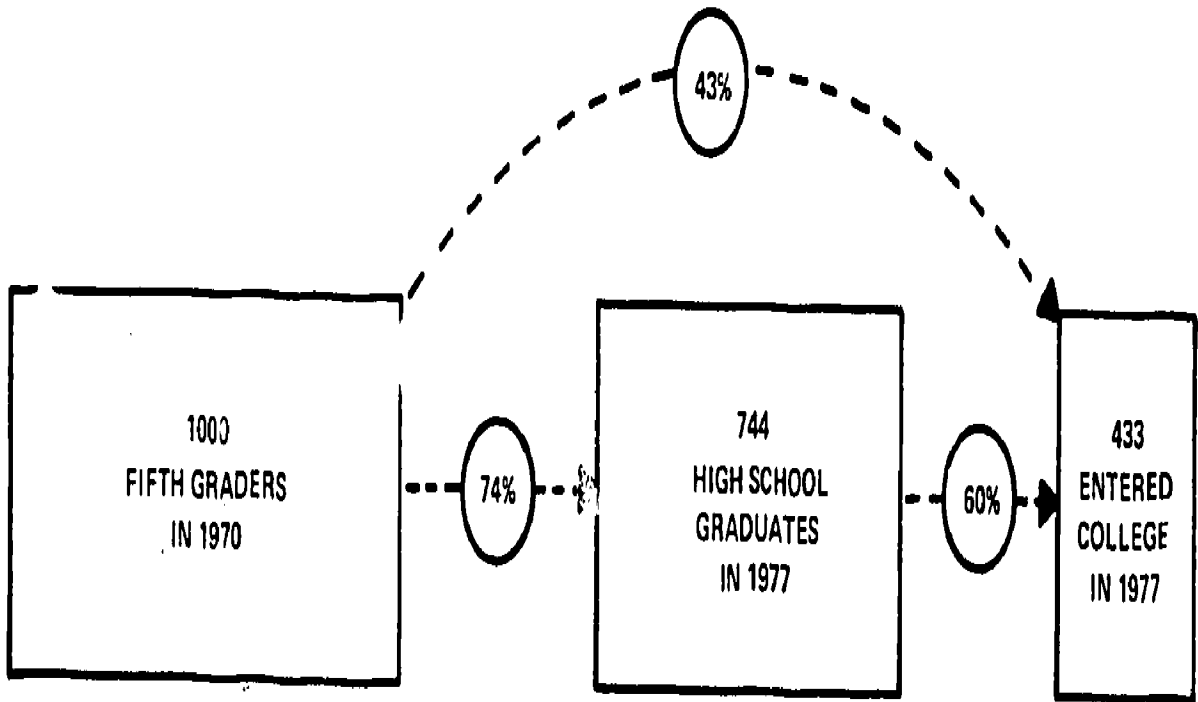 43%
1000
FIFTH GRADERS
IN 1970
74%
744
HIGH SCHOOL
GRADUATES
IN 1977
60%
433
ENTERED
COLLEGE
IN 1977